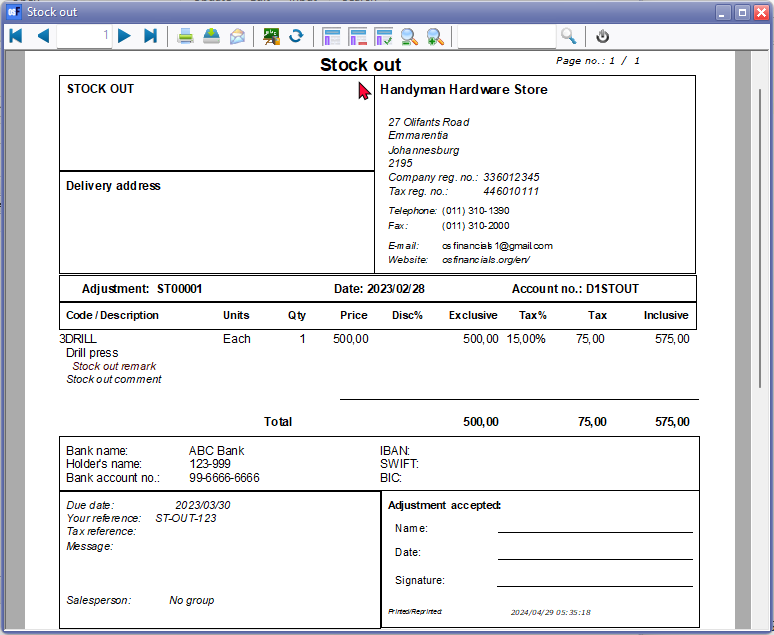 Stock out
1
Stock out
Page no.: 1 / 1
STOCK OUT
Handyman Hardware Store
27 Olifants Road
Emmarentia
Johannesburg
2195
Company reg. no.: 336012345
Tax reg. no.: 446010111
Delivery address
Telephone: (011) 310-1390
Fax: (011) 310-2000
E-mail: osfinancials1@gmail.com
Website: osfinancials.org/en/
Adjustment: ST00001 Date: 2023/02/28 Account no.: D1STOUT
Code / Description Units Qty Price Disc% Exclusive Tax% Tax Inclusive
3DRILL Each 1 500,00 500,00 15,00% 75,00 575,00
Drill press
Stock out remark
Stock out comment
Total 500,00 75,00 575,00
Bank name: ABC Bank IBAN:
Holder's name: 123-999 SWIFT:
Bank account no.: 99-6666-6666 BIC:
Due date: 2023/03/30
Your reference: ST-OUT-123
Tax reference:
Message:
Salesperson: No group
Adjustment accepted:
Name:
Date:
Signature:
Printed/Reprinted 2024/04/29 05:35:18